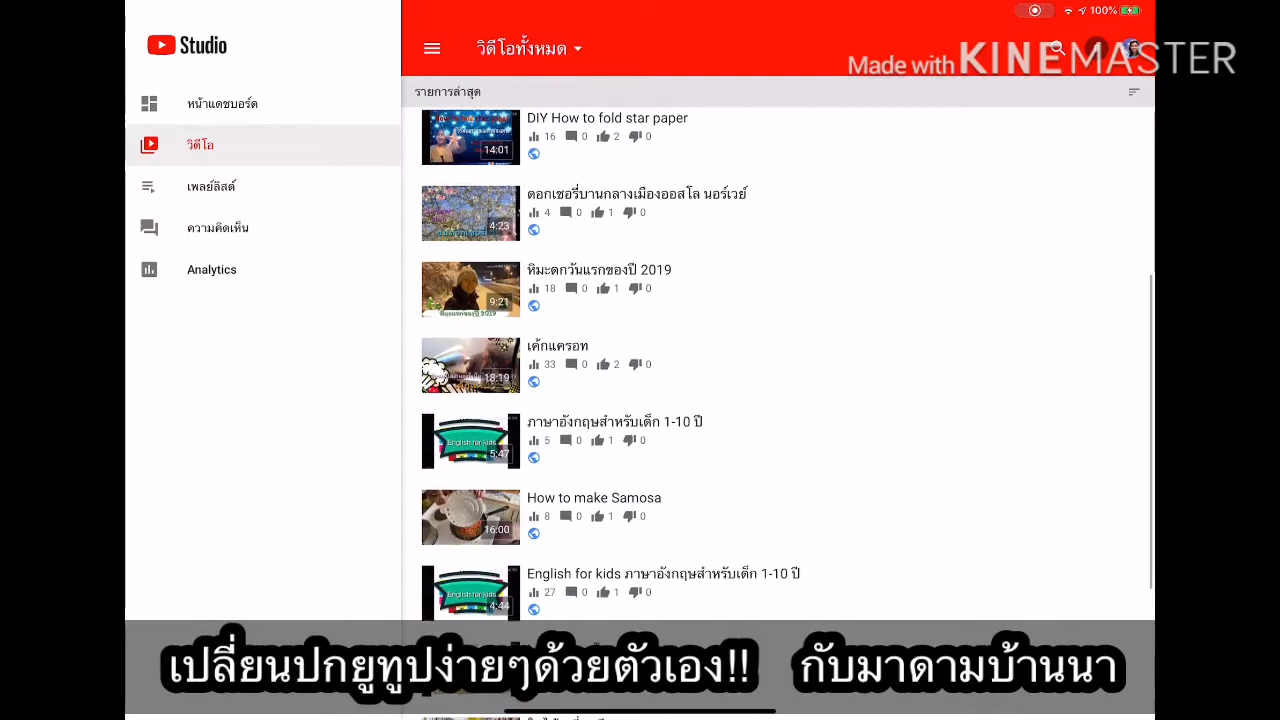 Studio
หน้าแดชบอร์ด
วิดีโอ
เพลย์ลิสต์
ความคิดเห็น
Analytics
100%
วิดีโอทั้งหมด
Made with KINEMASTER
รายการล่าสุด
DIY How to fold star paper
16 0 2 0
14:01
ดอกเชอรี่บานกลางเมืองออสโล นอร์เวย์
4 0 1 0
4:23
หิมะตกวันแรกของปี 2019
18 0 1 0
9:21
เค้กแครอท
33 0 2 0
18:19
ภาษาอังกฤษสำหรับเด็ก 1-10 ปี
5 0 1 0
English for kids
5:47
How to make Samosa
8 0 1 0
16:00
English for kids ภาษาอังกฤษสำหรับเด็ก 1-10 ปี
27 0 1 0
English for kids
4:44
เปลี่ยนปกยูทูปง่ายๆด้วยตัวเอง!! กับมาดามบ้านนา